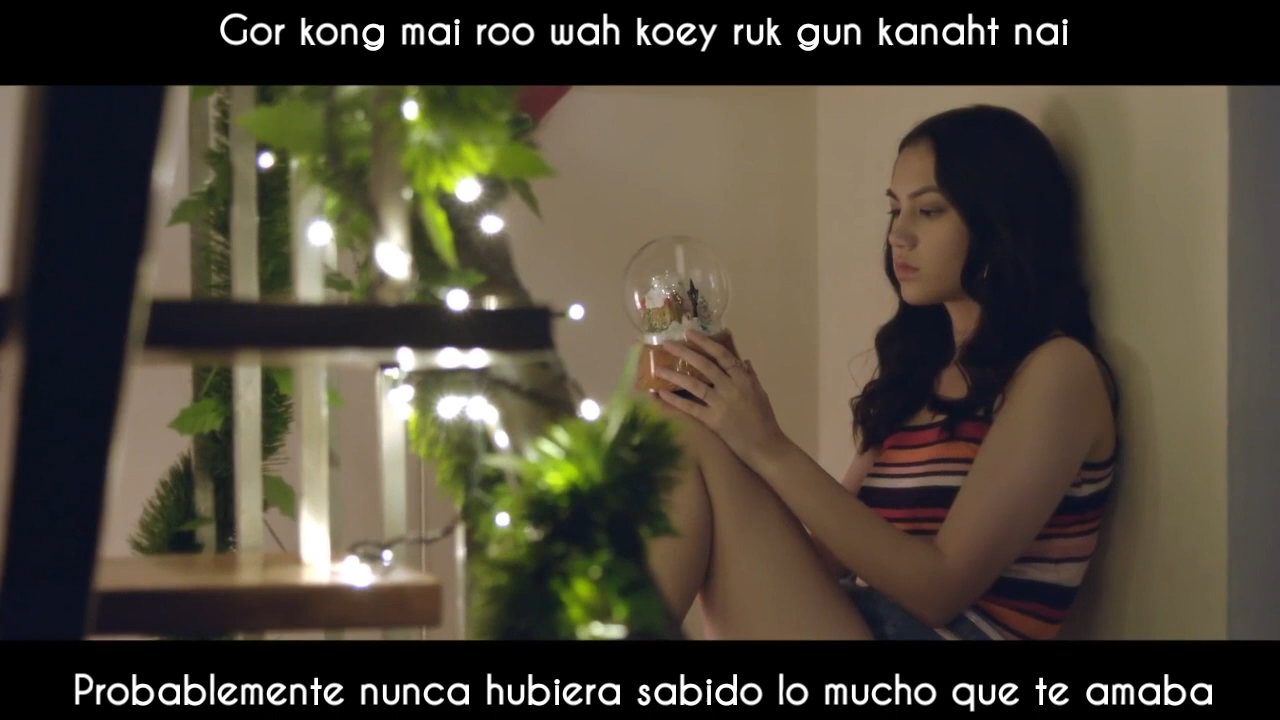 Gor kong mai roo wah koey ruk gun kanaht nai
Probablemente nunca hubiera sabido lo mucho que te amaba